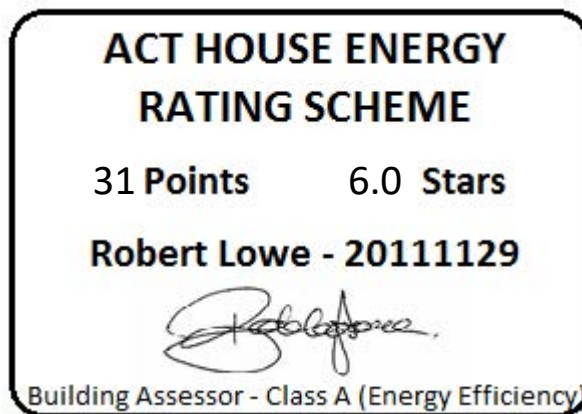 ACT HOUSE ENERGY
RATING SCHEME
31 Points 6.0 Stars
Robert Lowe - 20111129
Building Assessor - Class A (Energy Efficiency)